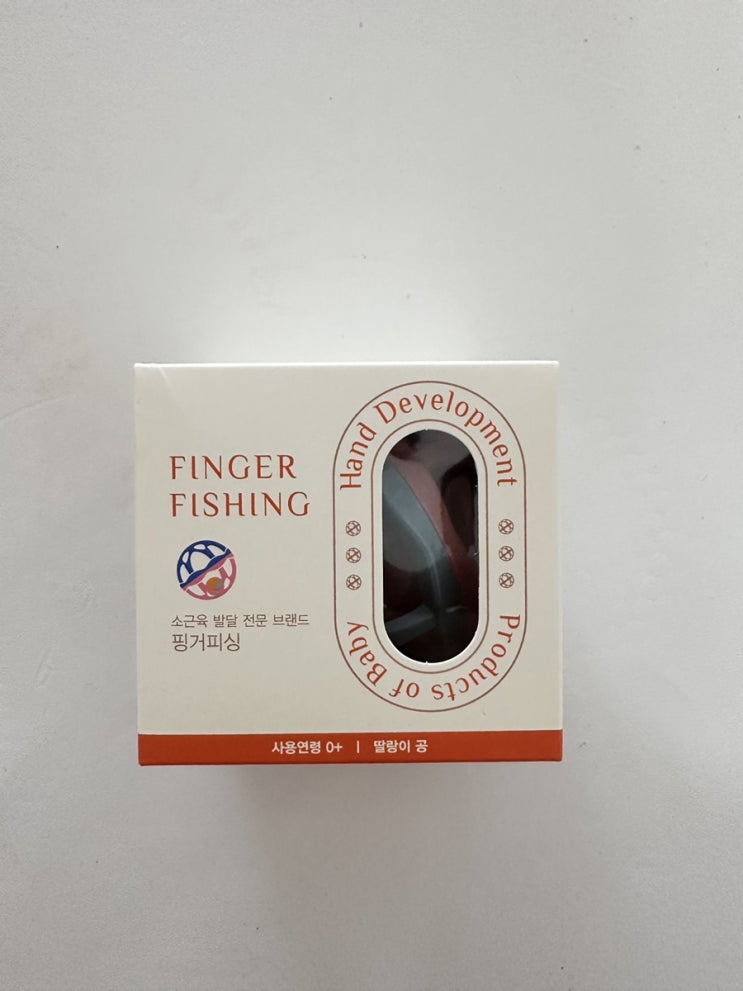 FINGER
FISHING
소근육 발달 전문 브랜드
핑거피싱
Hand Development
Products of Baby
사용연령 0+ | 딸랑이 공